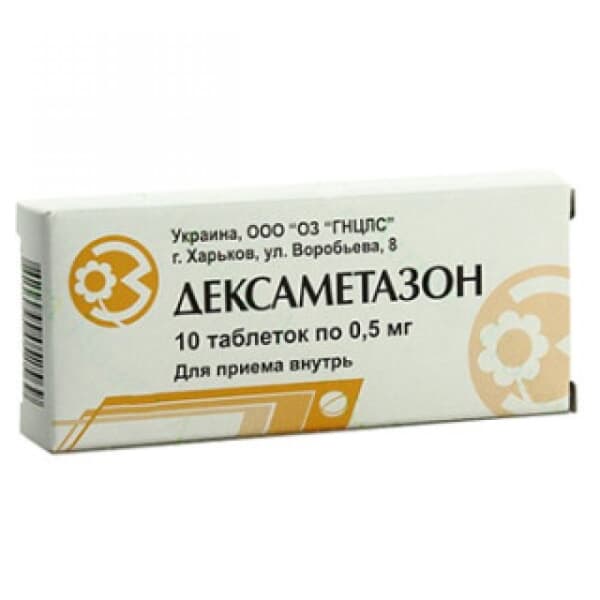 Украина, ООО "ОЗ "ГНЦЛС"
г. Харьков, ул. Воробьева, 8
ДЕКСАМЕТАЗОН
10 таблеток по 0,5 мг
Для приема внутрь